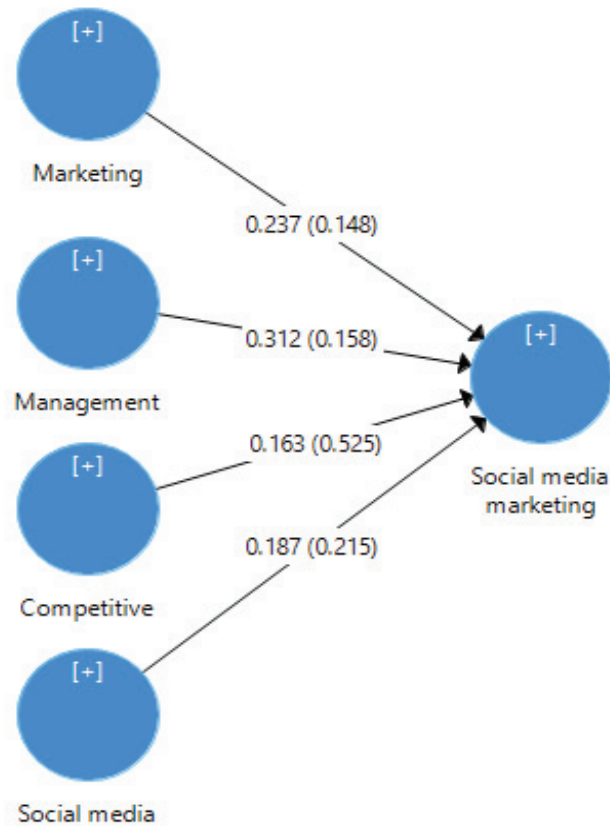 [+]
Marketing
0.237 (0.148)
[+]
Management
0.312 (0.158)
[+]
Competitive
0.163 (0.525)
[+]
Social media
0.187 (0.215)
[+]
Social media
marketing